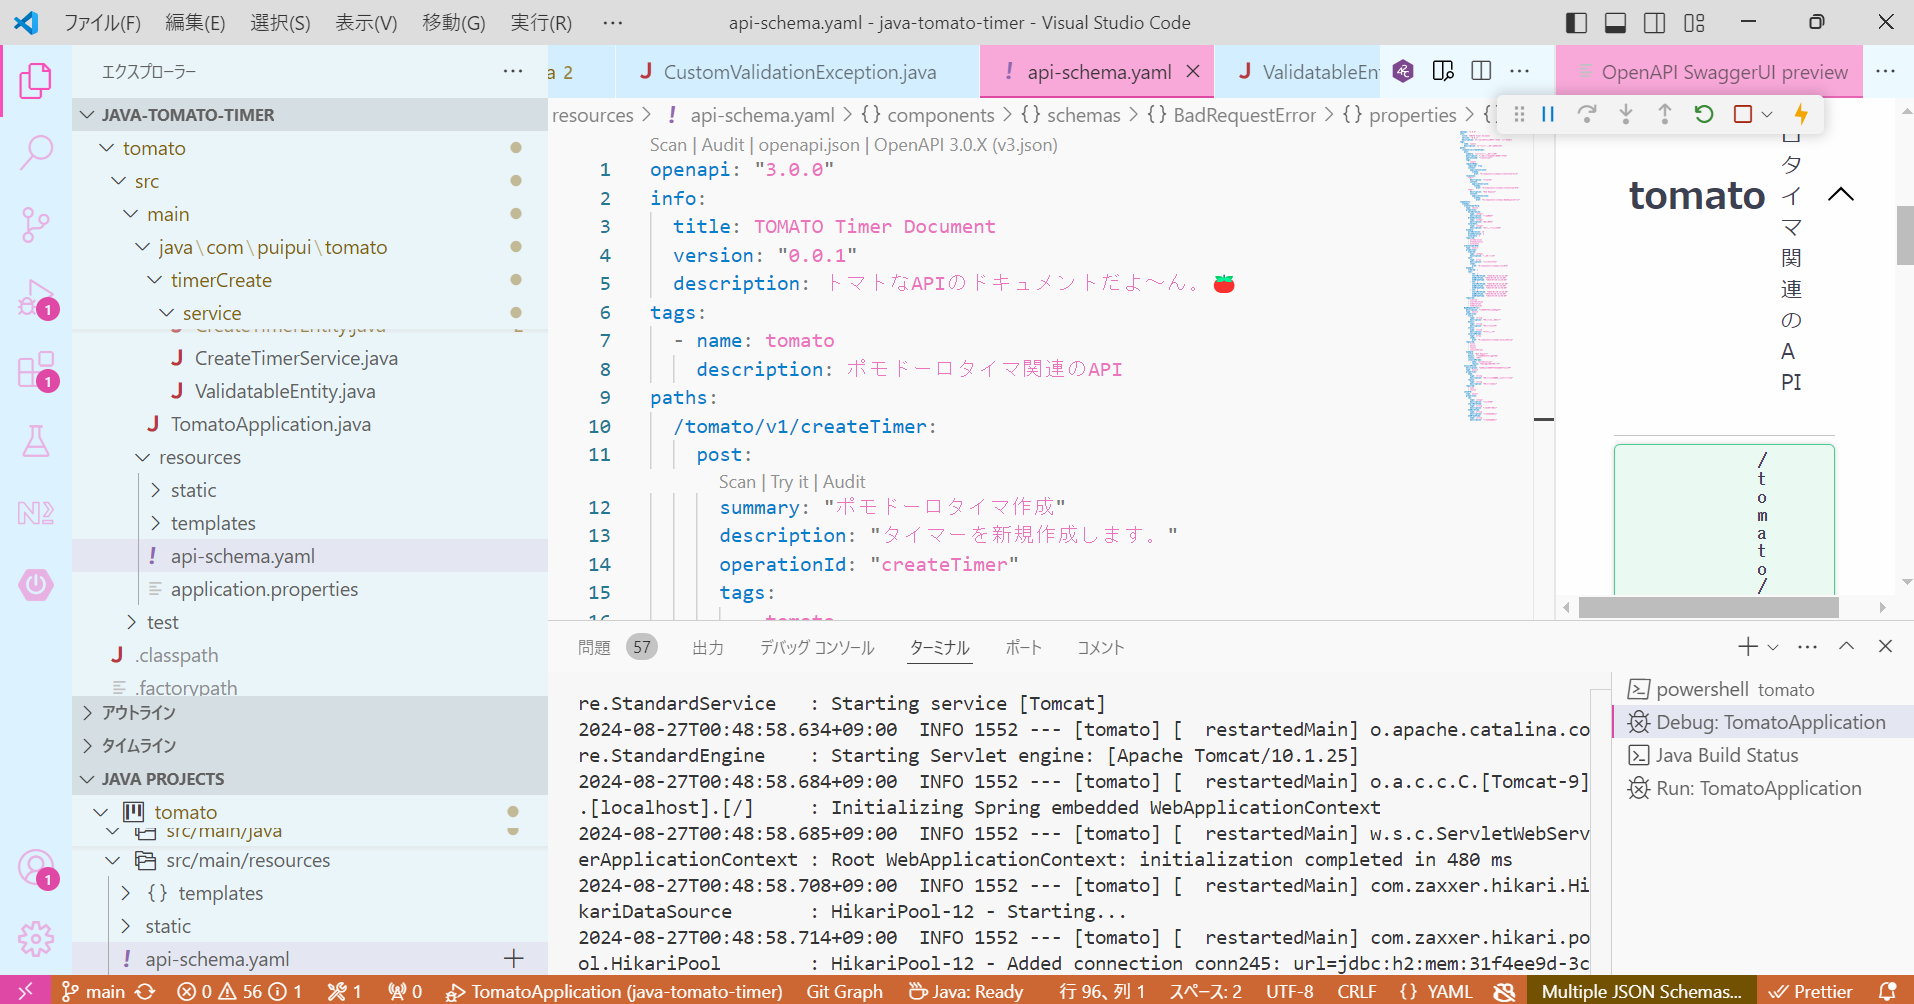 ファイル(F) 編集(E) 選択(S) 表示(V) 移動(G) 実行(R) ··· api-schema.yaml - java-tomato-timer - Visual Studio Code
エクスプローラー ···
JAVA-TOMATO-TIMER
tomato
src
main
java\com\puipui\tomato
timerCreate
service
CreateTimerEntity.java 2
CreateTimerService.java
ValidatableEntity.java
TomatoApplication.java
resources
static
templates
api-schema.yaml
application.properties
test
.classpath
.factorypath
アウトライン
タイムライン
JAVA PROJECTS
tomato
src/main/java
src/main/resources
{} templates
static
api-schema.yaml
1
1
1
a 2 CustomValidationException.java ! api-schema.yaml ValidatableEn ···
OpenAPI SwaggerUI preview ···
resources > ! api-schema.yaml > {} components > {} schemas > {} BadRequestError > {} properties > {}
Scan | Audit | openapi.json | OpenAPI 3.0.X (v3.json)
1 openapi: "3.0.0"
2 info:
3 title: TOMATO Timer Document
4 version: "0.0.1"
5 description: トマトなAPIのドキュメントだよ～ん。🍅
6 tags:
7 - name: tomato
8 description: ポモドーロタイマ関連のAPI
9 paths:
10 /tomato/v1/createTimer:
11 post:
Scan | Try it | Audit
12 summary: "ポモドーロタイマ作成"
13 description: "タイマーを新規作成します。"
14 operationId: "createTimer"
15 tags:
16 tomato
tomato
ロ
タ
イ
マ
関
連
の
A
PI
/
t
o
m
a
t
o
/
問題 57 出力 デバッグ コンソール ターミナル ポート コメント
re.StandardService : Starting service [Tomcat]
2024-08-27T00:48:58.634+09:00 INFO 1552 --- [tomato] [ restartedMain] o.apache.catalina.co
re.StandardEngine : Starting Servlet engine: [Apache Tomcat/10.1.25]
2024-08-27T00:48:58.684+09:00 INFO 1552 --- [tomato] [ restartedMain] o.a.c.c.C.[Tomcat-9]
.[localhost].[/] : Initializing Spring embedded WebApplicationContext
2024-08-27T00:48:58.685+09:00 INFO 1552 --- [tomato] [ restartedMain] w.s.c.ServletWebServ
erApplicationContext : Root WebApplicationContext: initialization completed in 480 ms
2024-08-27T00:48:58.708+09:00 INFO 1552 --- [tomato] [ restartedMain] com.zaxxer.hikari.Hi
kariDataSource : HikariPool-12 - Starting...
2024-08-27T00:48:58.714+09:00 INFO 1552 --- [tomato] [ restartedMain] com.zaxxer.hikari.po
ol.HikariPool : HikariPool-12 - Added connection conn245: url=jdbc:h2:mem:31f4ee9d-3c
powershell tomato
Debug: TomatoApplication
Java Build Status
Run: TomatoApplication
main 0 56 1 1 0 TomatoApplication (java-tomato-timer) Git Graph Java: Ready 行 96、列 1 スペース: 2 UTF-8 CRLF {} YAML Multiple JSON Schemas... Prettier